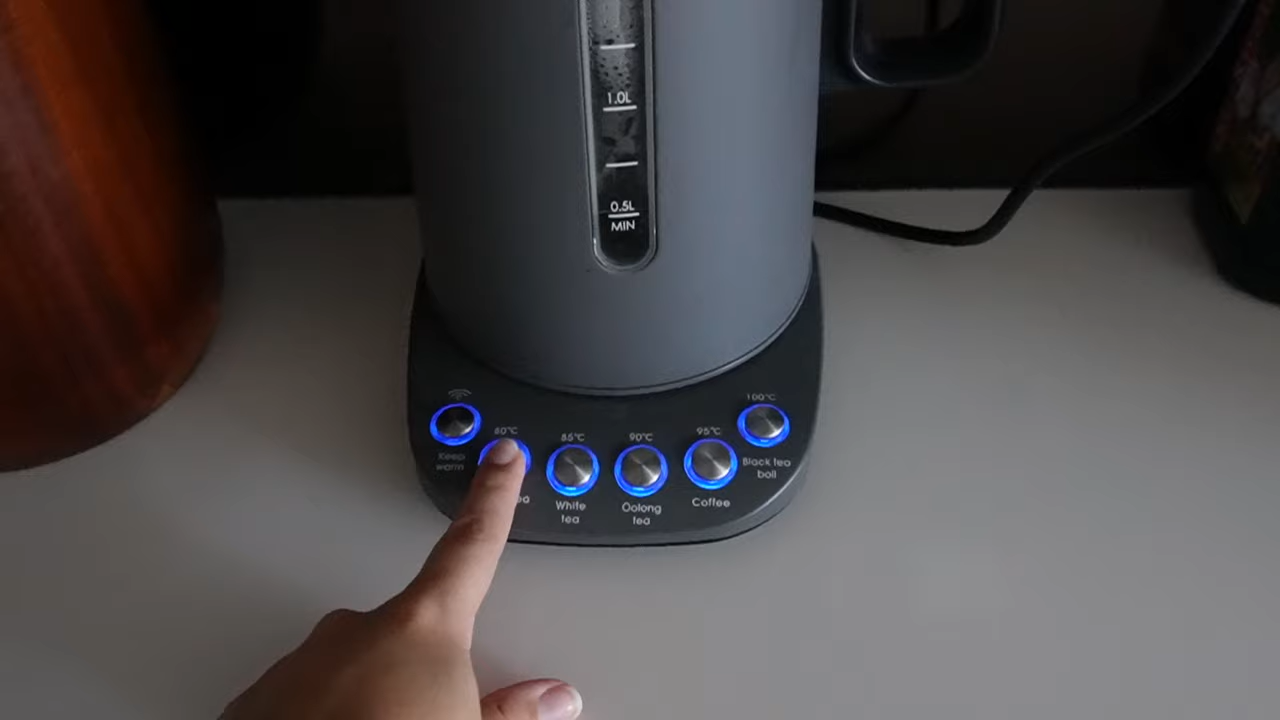 1.0L
0.5L
MIN
Keep
warm
80°C
ea
85°C
White
tea
90°C
Oolong
tea
95°C
Coffee
100°C
Black tea
boil